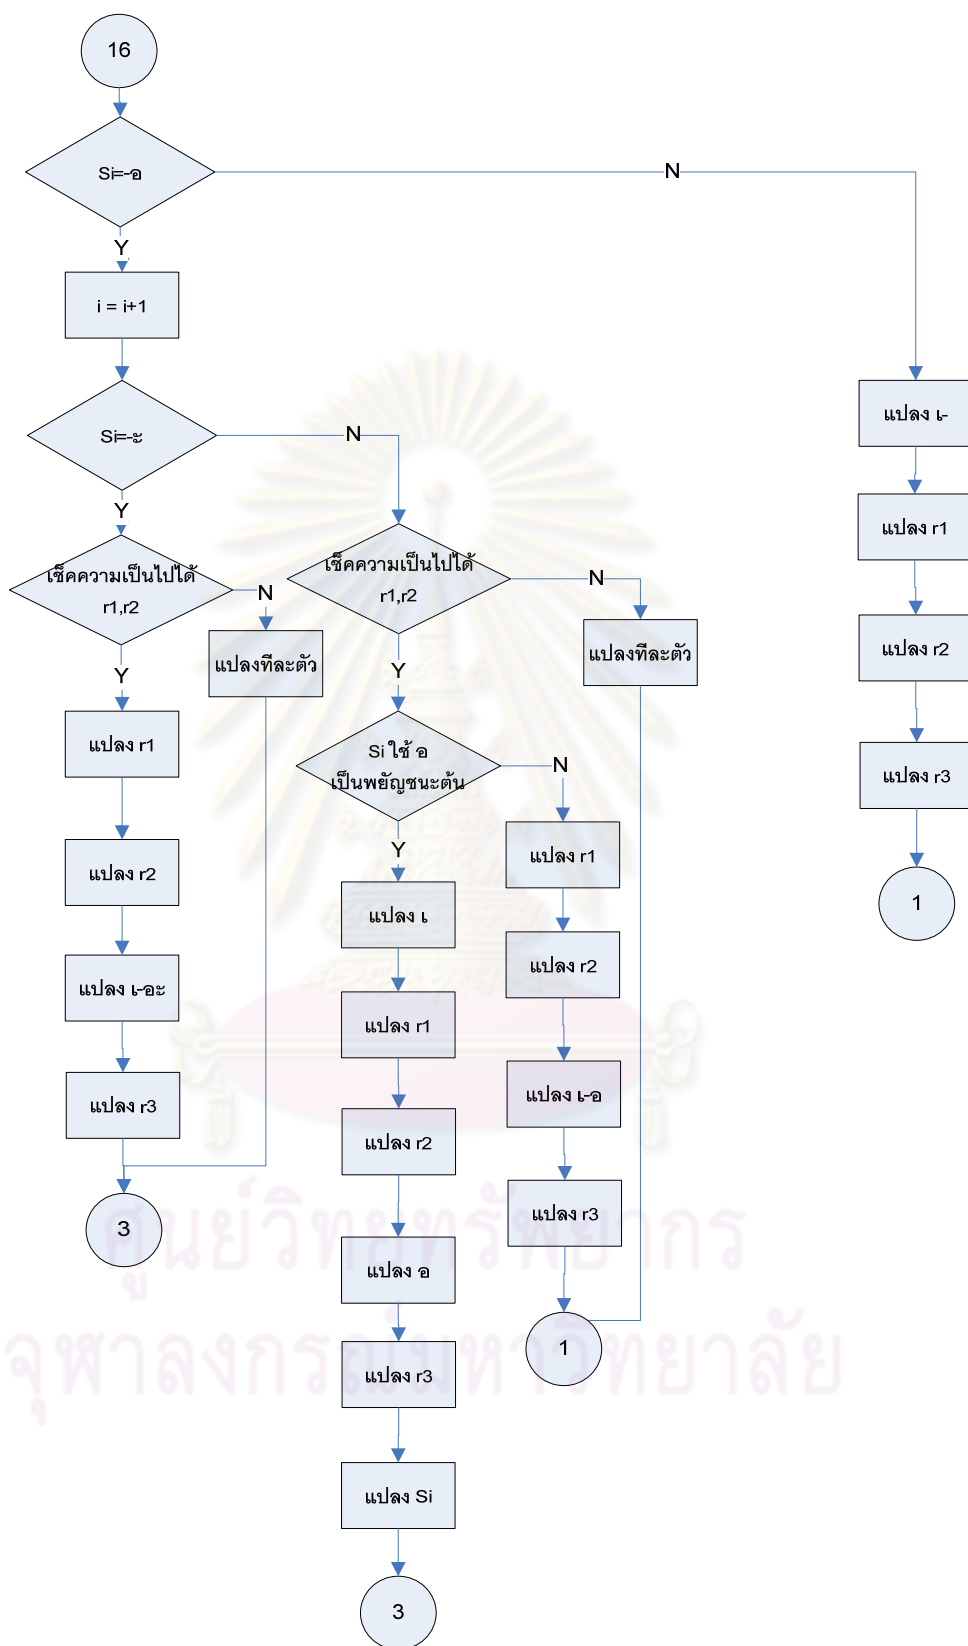 16
Si=-อ
N
Y
i = i+1
แปลง เ-
Si=-ะ
N
Y
แปลง r1
เช็คความเป็นไปได้
r1,r2
N
เช็คความเป็นไปได้
r1,r2
N
แปลงทีละตัว
แปลงทีละตัว
แปลง r2
Y
Y
แปลง r1
Si ใช้ อ
เป็นพยัญชนะต้น
N
แปลง r3
Y
แปลง r1
แปลง r2
แปลง เ
1
แปลง r2
แปลง เ-อะ
แปลง r1
แปลง เ-อ
แปลง r3
แปลง r2
แปลง r3
3
ศูนย์วิทยทรัพยากร
แปลง อ
1
จุฬาลงกรณ์มหาวิทยาลัย
แปลง r3
แปลง Si
3